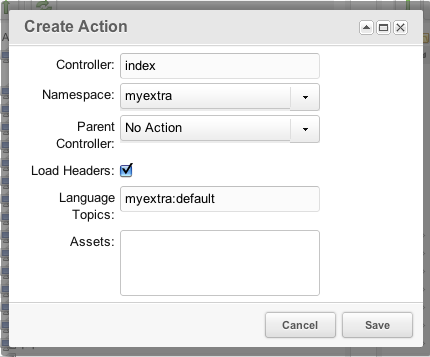 Create Action
Controller: index
Namespace: myextra
Parent Controller: No Action
Load Headers:
Language Topics: myextra:default
Assets:
Cancel Save